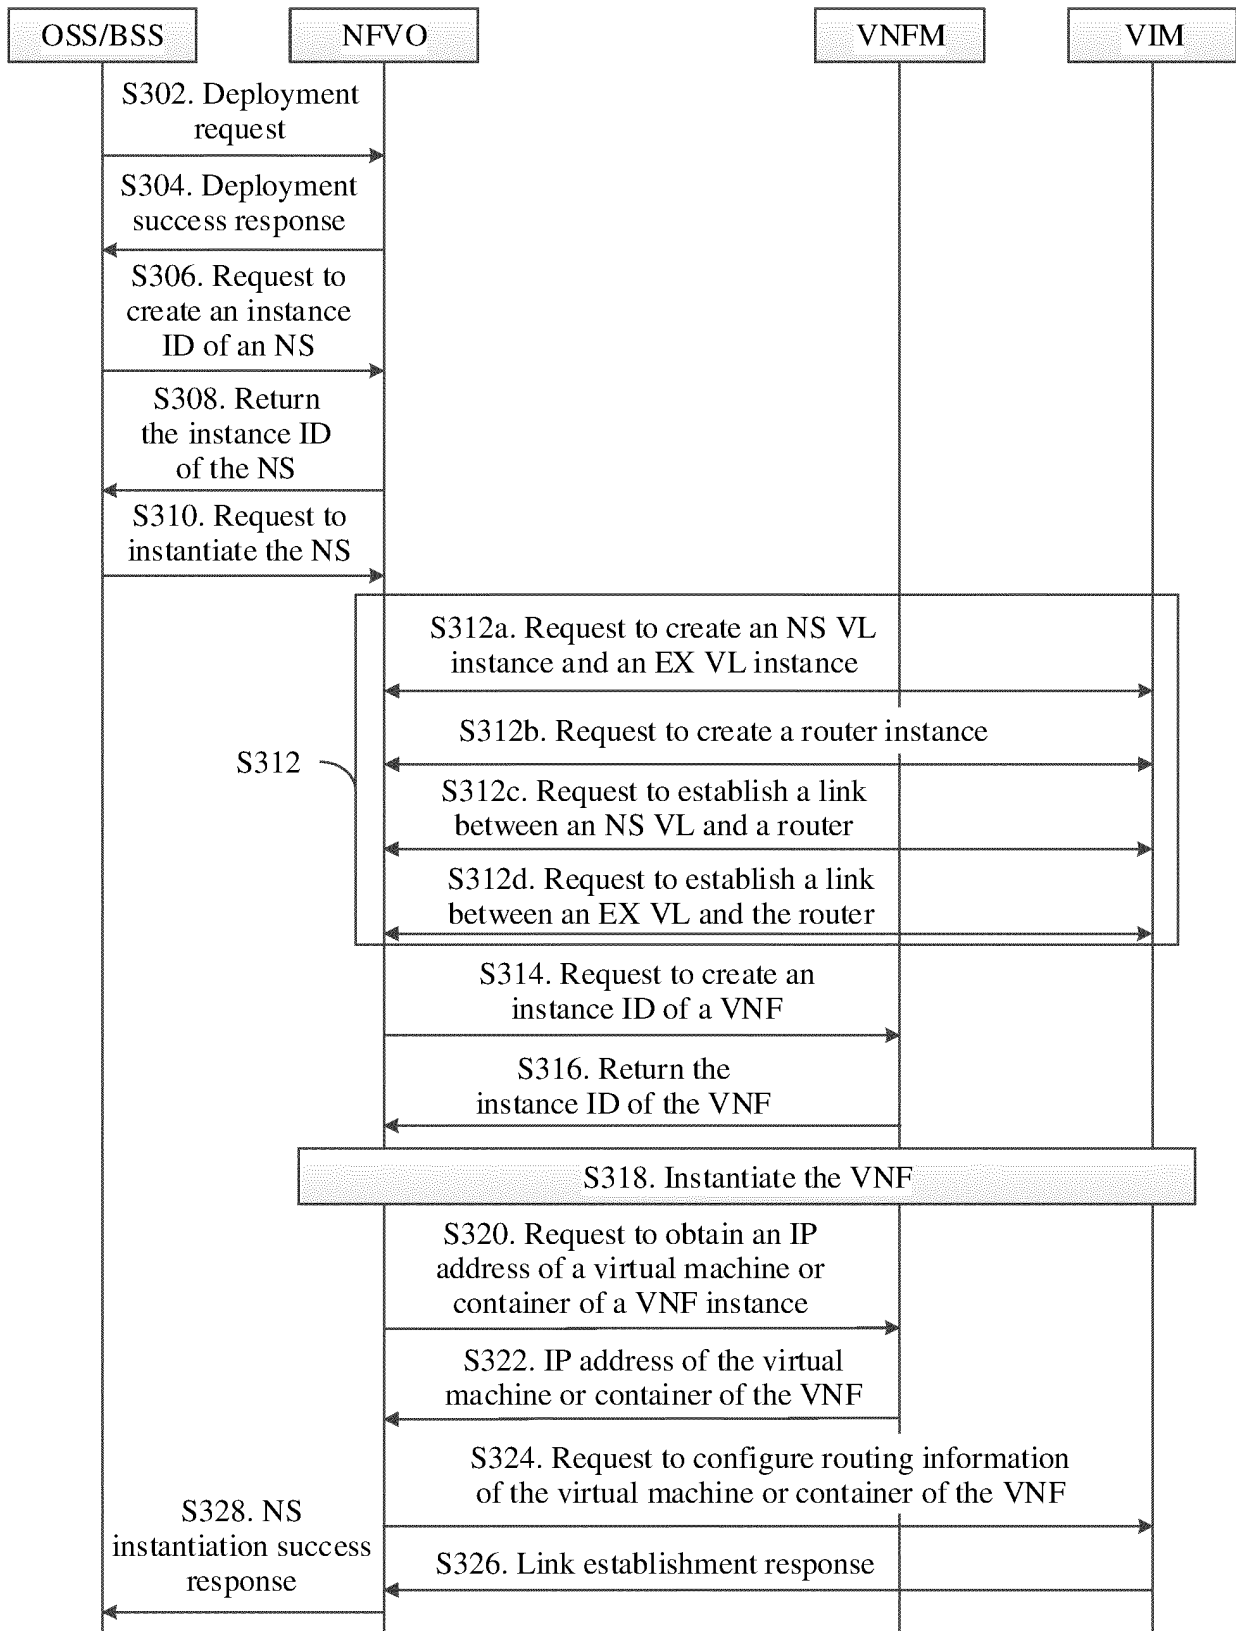 OSS/BSS
NFVO
VNFM
VIM
S302. Deployment
request
S304. Deployment
success response
S306. Request to
create an instance
ID of an NS
S308. Return
the instance ID
of the NS
S310. Request to
instantiate the NS
S312a. Request to create an NS VL
instance and an EX VL instance
S312b. Request to create a router instance
S312
S312c. Request to establish a link
between an NS VL and a router
S312d. Request to establish a link
between an EX VL and the router
S314. Request to create an
instance ID of a VNF
S316. Return the
instance ID of the VNF
S318. Instantiate the VNF
S320. Request to obtain an IP
address of a virtual machine or
container of a VNF instance
S322. IP address of the virtual
machine or container of the VNF
S324. Request to configure routing information
of the virtual machine or container of the VNF
S328. NS
instantiation success
response
S326. Link establishment response